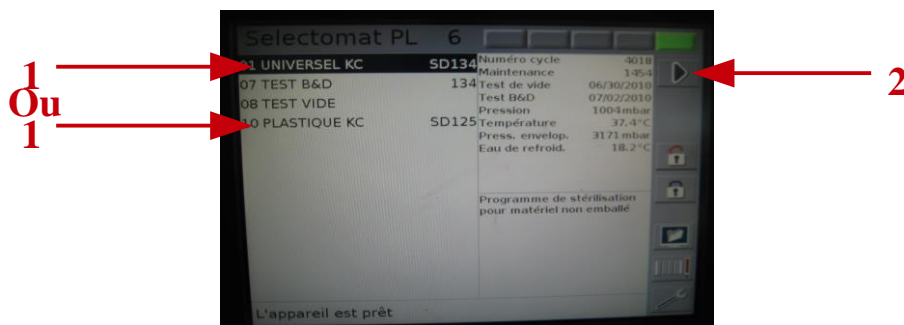 Selectomat PL 6
01 UNIVERSEL KC SD134
07 TEST B&D 134
08 TEST VIDE
10 PLASTIQUE KC SD125
Numéro cycle 4018
Maintenance 1454
Test de vide 06/30/2010
Test B&D 07/02/2010
Pression 1004mbar
Température 37.4°C
Press. envelop. 3171 mbar
Eau de refroid. 18.2°C
Programme de stérilisation
pour matériel non emballé
L'appareil est prêt
1
Ou
1
2